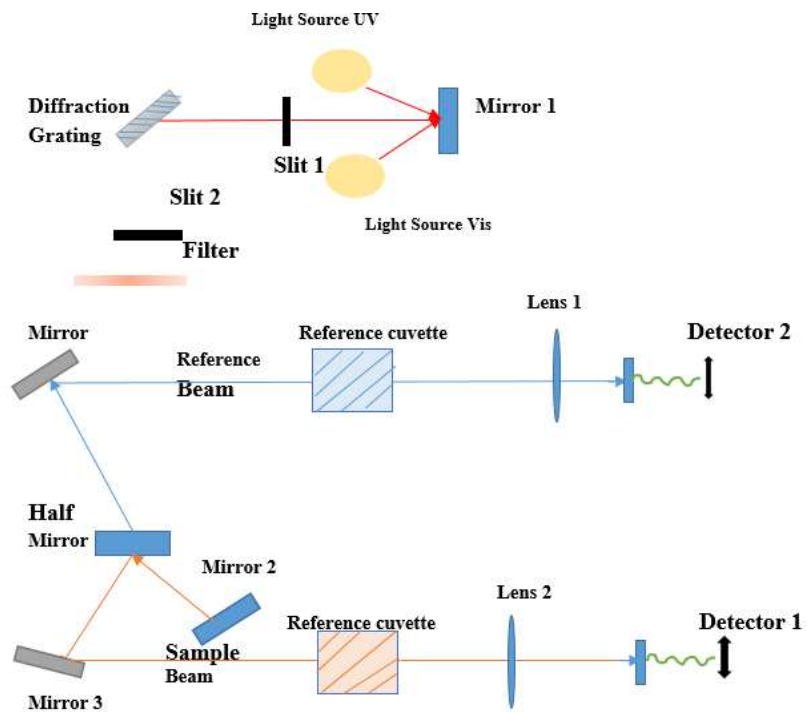 Light Source UV
Diffraction
Grating
Mirror 1
Slit 1
Slit 2
Light Source Vis
Filter
Lens 1
Mirror
Reference cuvette
Detector 2
Reference
Beam
Half
Mirror
Mirror 2
Lens 2
Reference cuvette
Detector 1
Sample
Beam
Mirror 3